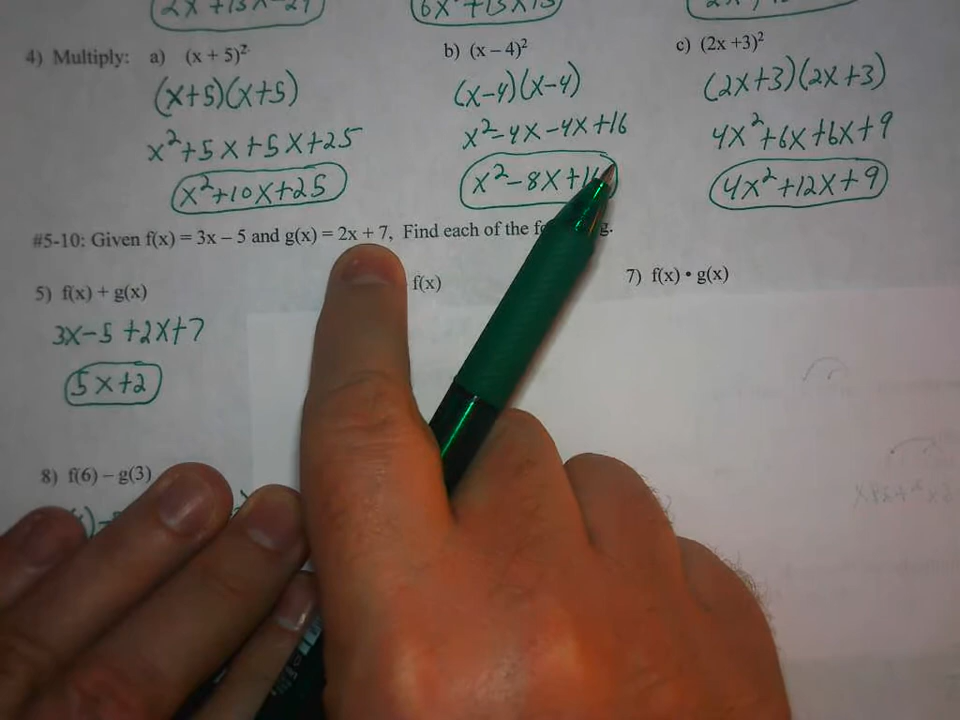 4) Multiply: a) (x + 5)² b) (x – 4)² c) (2x +3)²
(x+5)(x+5) (x-4)(x-4) (2x+3)(2x+3)
x²+5x+5x+25 x²-4x-4x+16 4x²+6x+6x+9
x²+10x+25 x²-8x+16 4x²+12x+9
#5-10: Given f(x) = 3x – 5 and g(x) = 2x + 7, Find each of the
5) f(x) + g(x) f(x) 7) f(x) • g(x)
3x-5+2x+7
5x+2
8) f(6) – g(3)